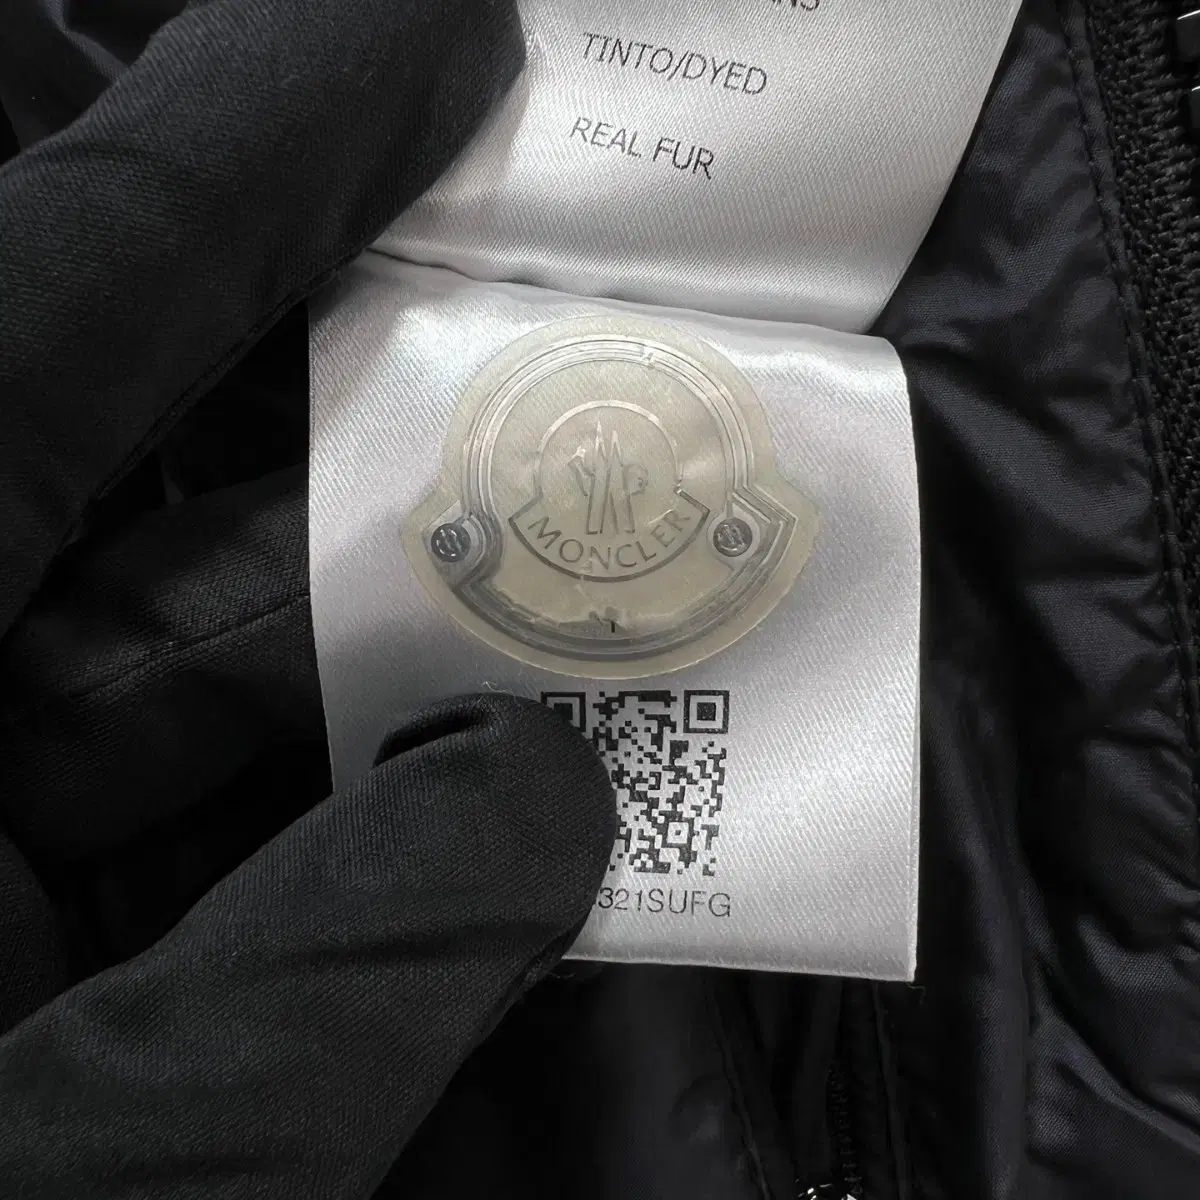 TINTO/DYED
REAL FUR
MONCLER
321SUFG